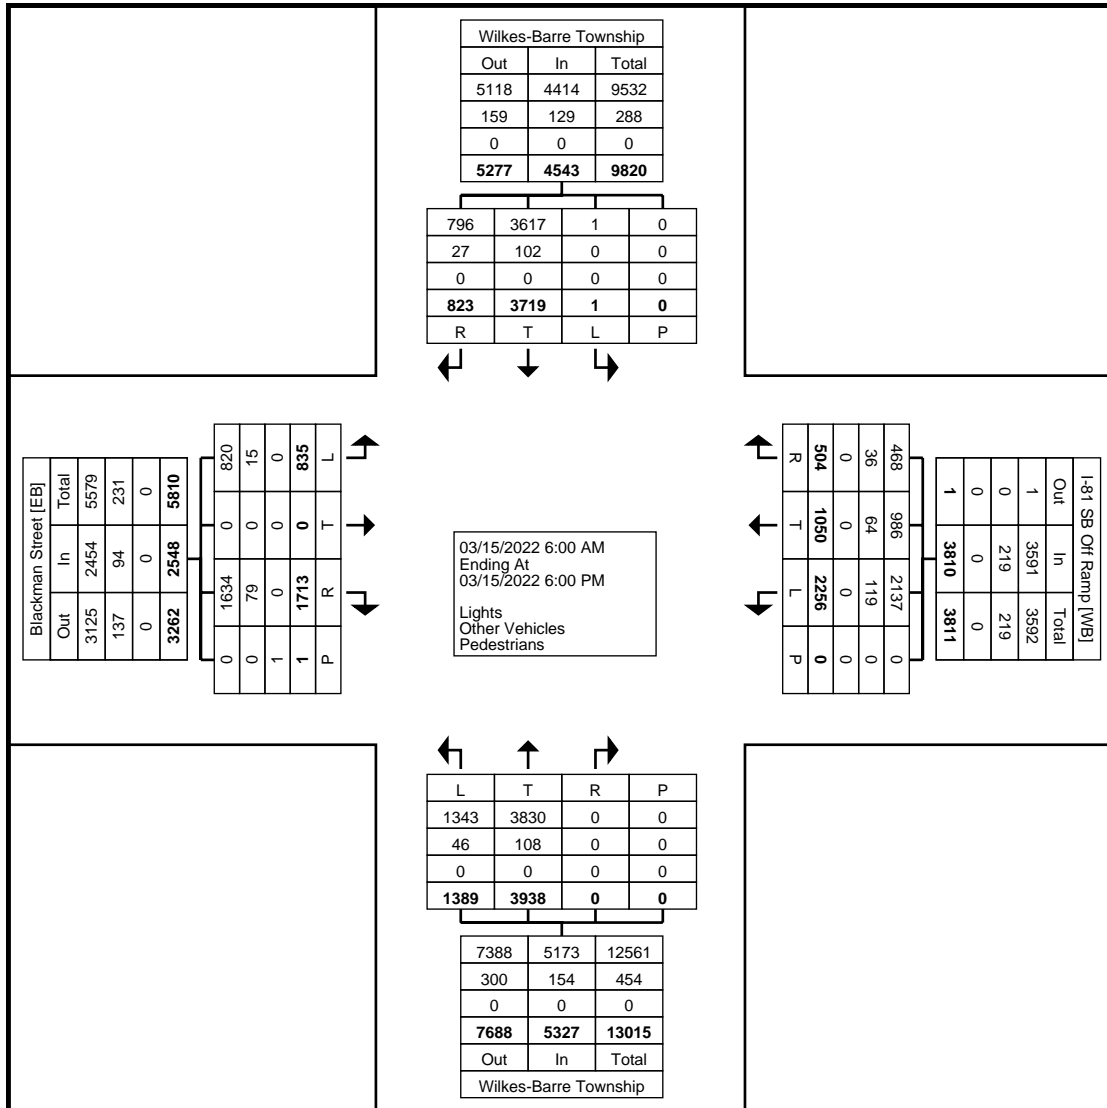 Wilkes-Barre Township
Out In Total
5118 4414 9532
159 129 288
0 0 0
5277 4543 9820
796 3617 1 0
27 102 0 0
0 0 0 0
823 3719 1 0
R T L P
Blackman Street [EB]
Total In Out
5579 2454 3125
231 94 137
0 0 0
5810 2548 3262
820 0 1634 0
15 0 79 0
0 0 0 1
835 0 1713 1
L T R P
03/15/2022 6:00 AM
Ending At
03/15/2022 6:00 PM
Lights
Other Vehicles
Pedestrians
R T L P
504 1050 2256 0
0 0 0 0
36 64 119 0
468 986 2137 0
I-81 SB Off Ramp [WB]
Out In Total
1 3591 3592
0 219 219
0 0 0
1 3810 3811
L T R P
1343 3830 0 0
46 108 0 0
0 0 0 0
1389 3938 0 0
7388 5173 12561
300 154 454
0 0 0
7688 5327 13015
Out In Total
Wilkes-Barre Township